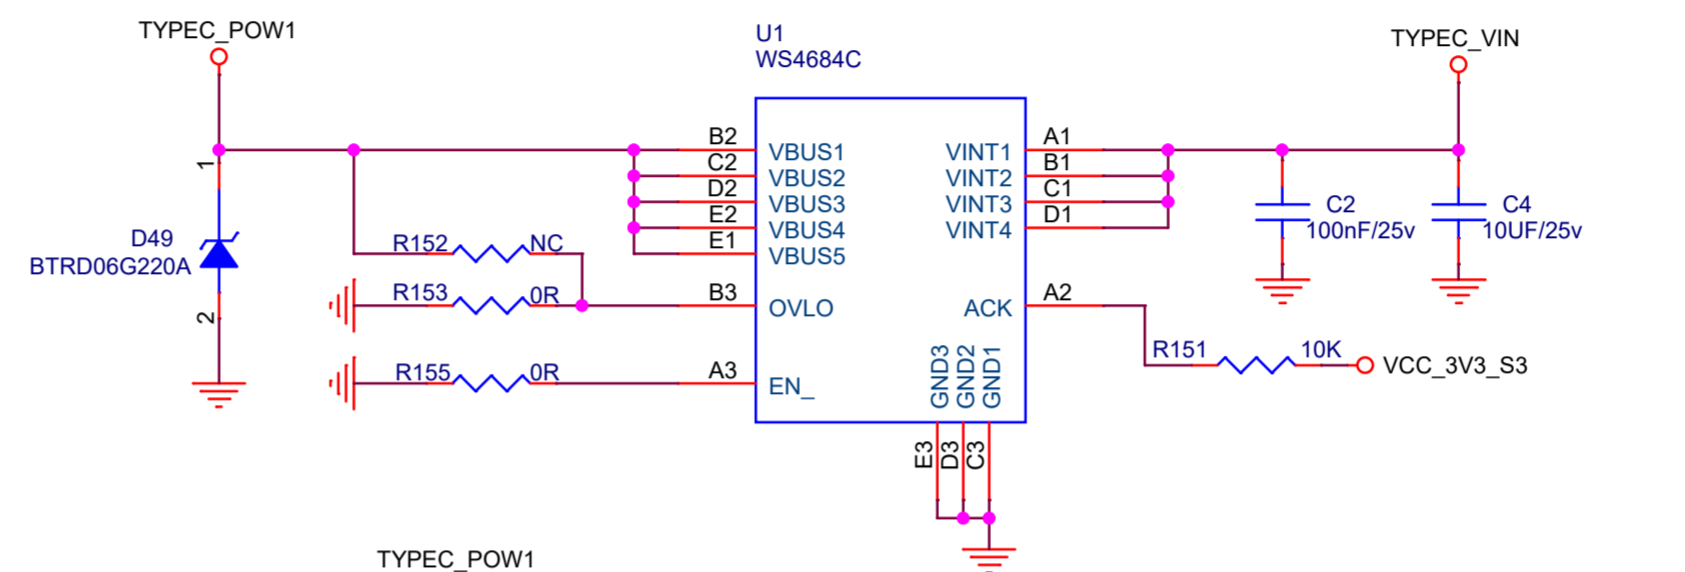 TYPEC_POW1
U1
WS4684C
TYPEC_VIN
1
B2
VBUS1
VINT1
A1
C2
VBUS2
VINT2
B1
D2
VBUS3
VINT3
C1
E2
VBUS4
VINT4
D1
E1
VBUS5
C2
100nF/25v
C4
10UF/25v
D49
BTRD06G220A
R152
NC
R153
0R
B3
OVLO
ACK
A2
2
R151
10K
VCC_3V3_S3
R155
0R
A3
EN_
GND3
GND2
GND1
E3
D3
C3
TYPEC_POW1